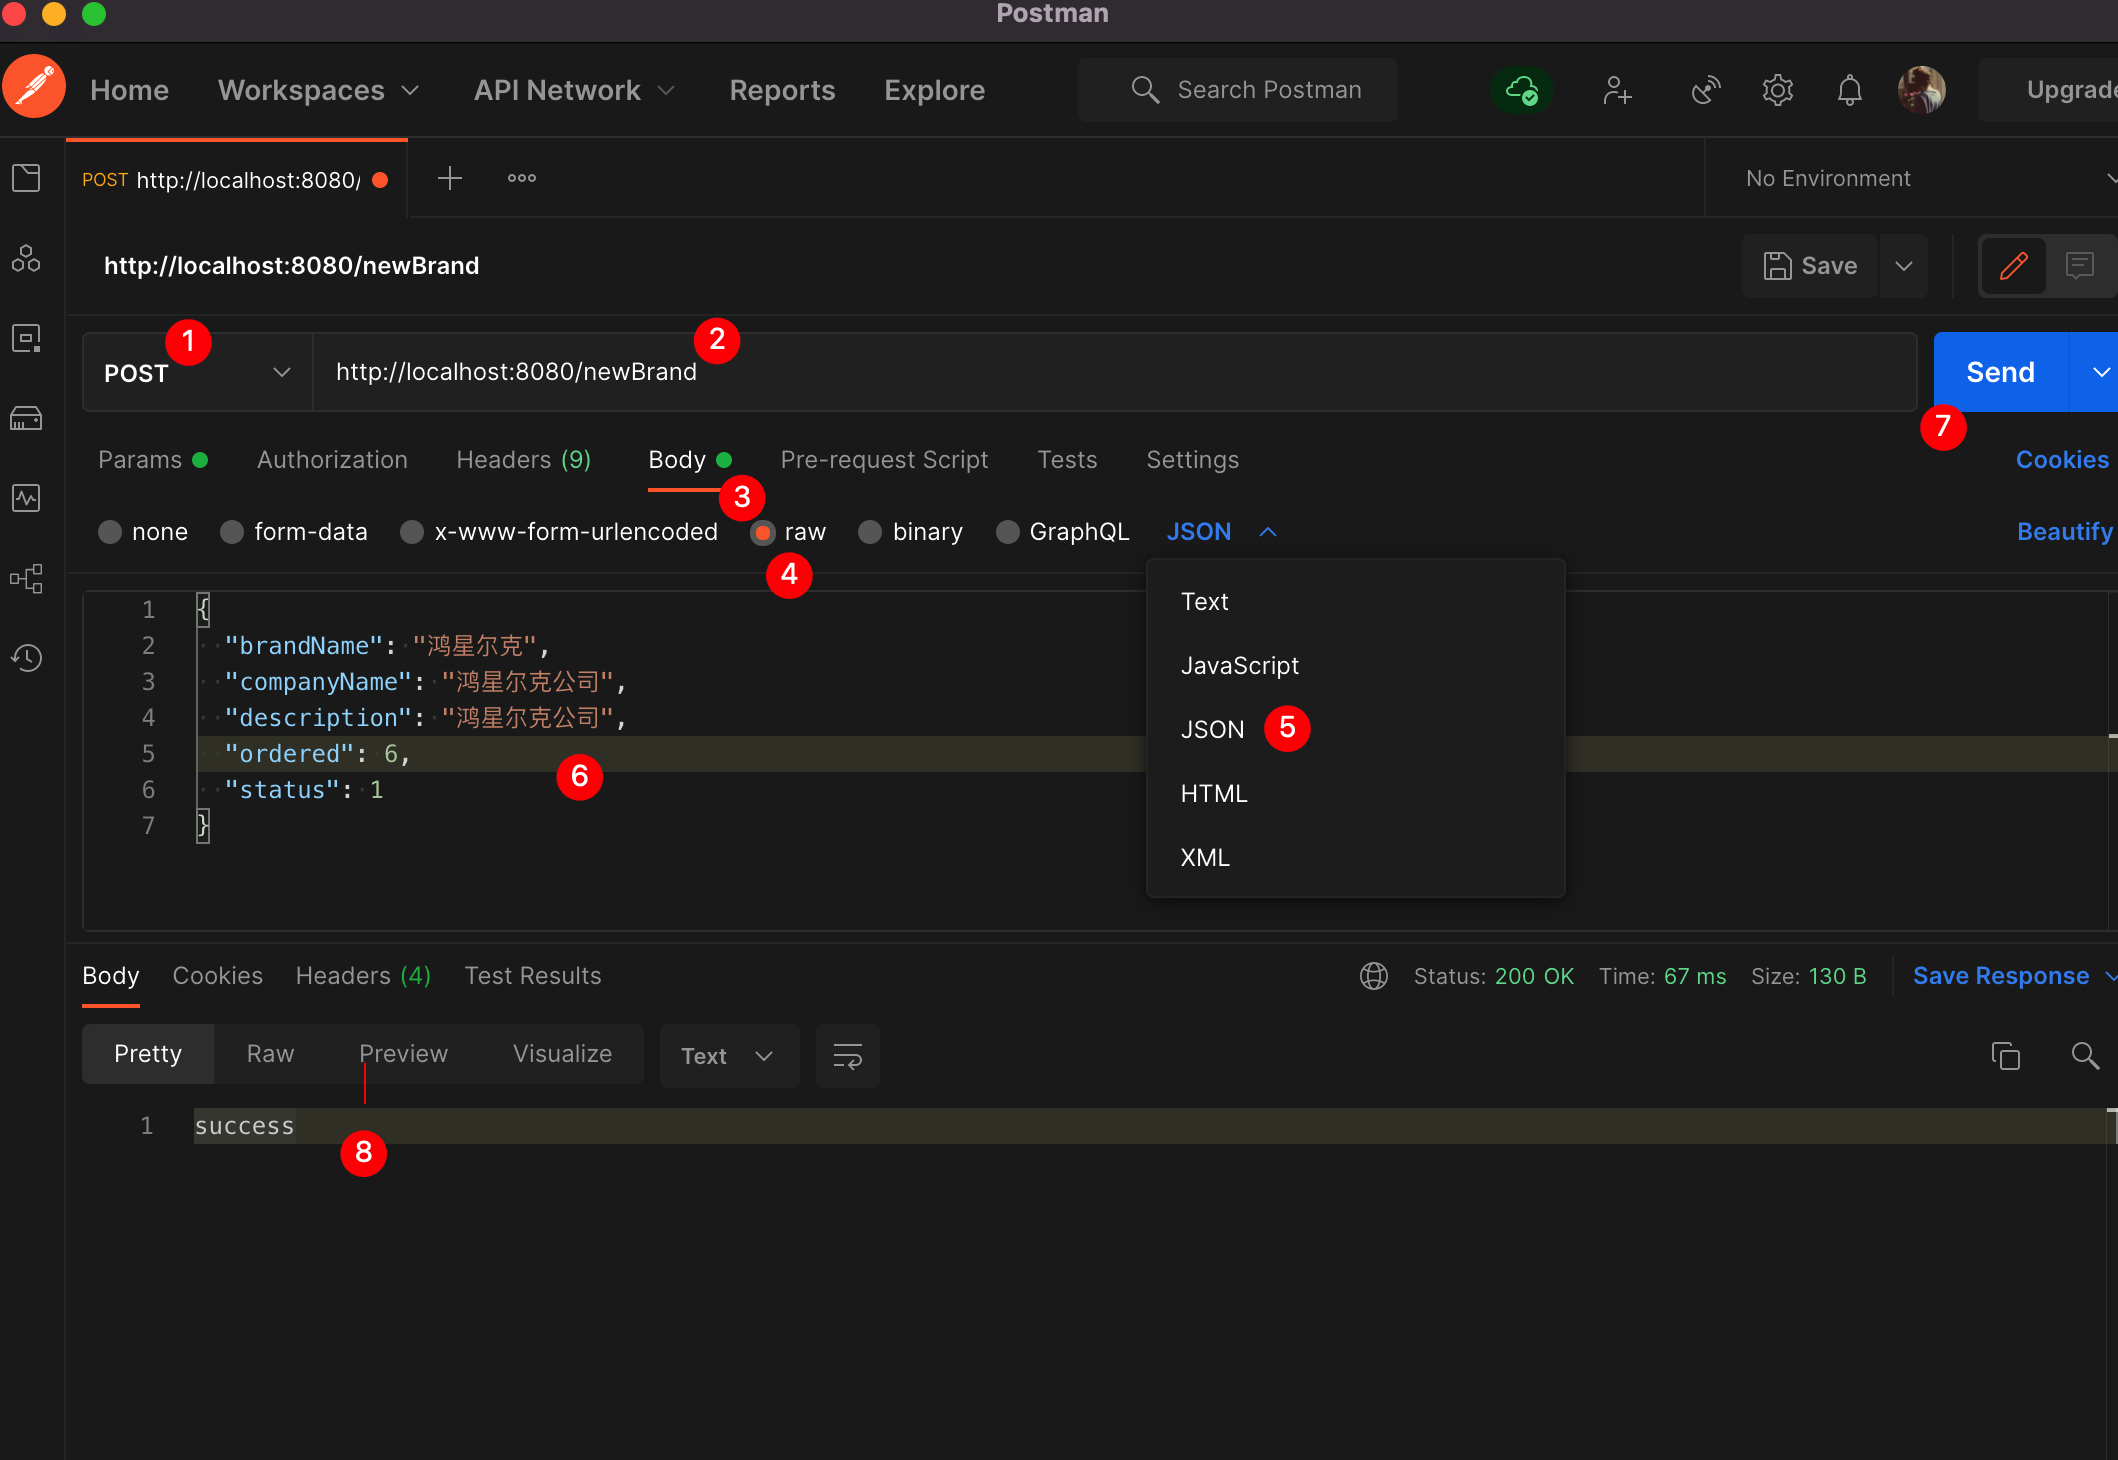 Postman
Home Workspaces API Network Reports Explore Search Postman Upgrade
POST http://localhost:8080/ No Environment
http://localhost:8080/newBrand Save
1 2
POST http://localhost:8080/newBrand Send
7
Params Authorization Headers (9) Body Pre-request Script Tests Settings Cookies
3
none form-data x-www-form-urlencoded raw binary GraphQL JSON Beautify
4
Text
JavaScript
JSON 5
HTML
XML
1 {
2 "brandName": "鸿星尔克",
3 "companyName": "鸿星尔克公司",
4 "description": "鸿星尔克公司",
5 "ordered": 6,
6
6 "status": 1
7 }
Body Cookies Headers (4) Test Results Status: 200 OK Time: 67 ms Size: 130 B Save Response
Pretty Raw Preview Visualize Text
1 success
8